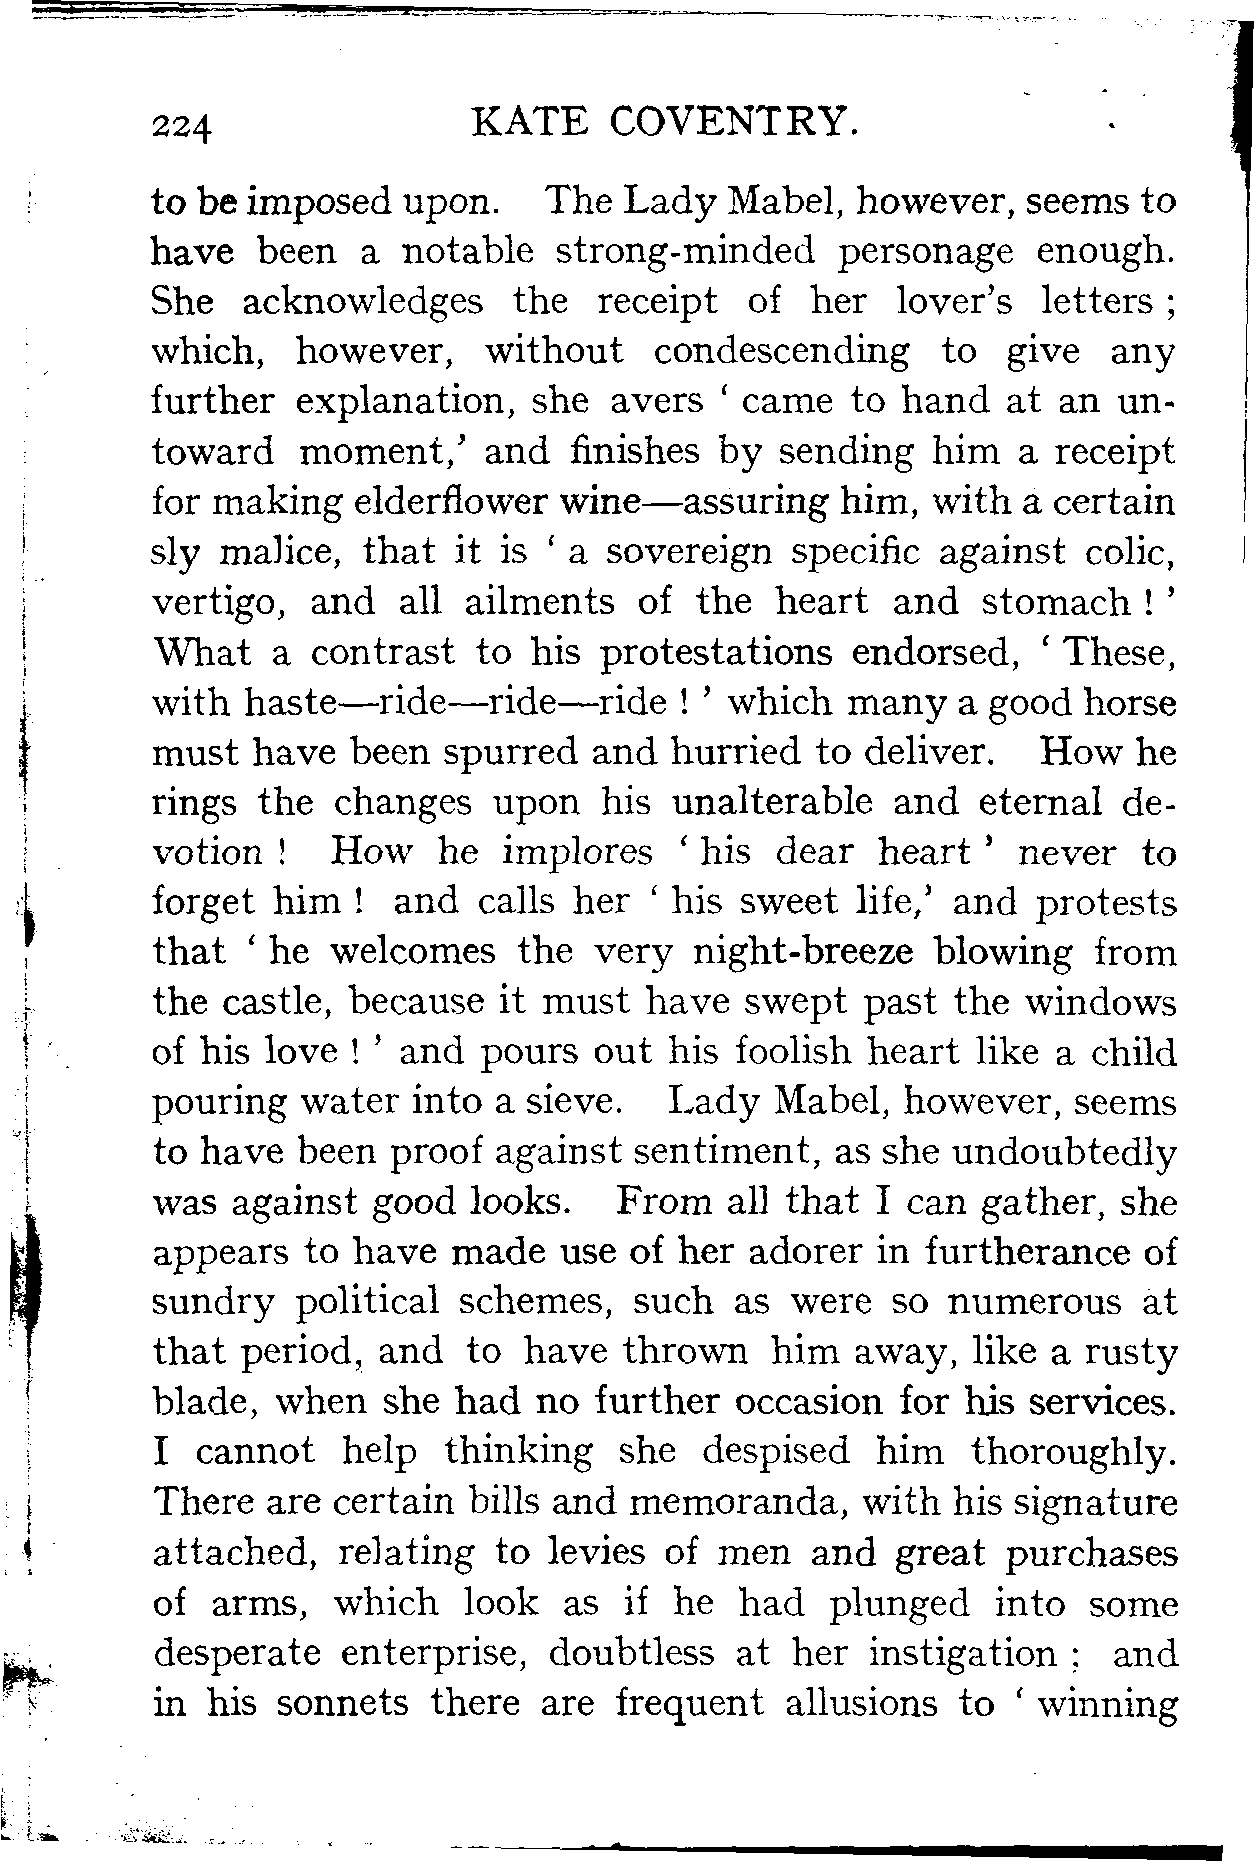 224 KATE COVENTRY.
to be imposed upon. The Lady Mabel, however, seems to
have been a notable strong-minded personage enough.
She acknowledges the receipt of her lover's letters ;
which, however, without condescending to give any
further explanation, she avers ‘ came to hand at an un-
toward moment,’ and finishes by sending him a receipt
for making elderflower wine—assuring him, with a certain
sly malice, that it is ‘ a sovereign specific against colic,
vertigo, and all ailments of the heart and stomach ! ’
What a contrast to his protestations endorsed, ‘ These,
with haste—ride—ride—ride ! ’ which many a good horse
must have been spurred and hurried to deliver. How he
rings the changes upon his unalterable and eternal de-
votion ! How he implores ‘ his dear heart ’ never to
forget him ! and calls her ‘ his sweet life,’ and protests
that ‘ he welcomes the very night-breeze blowing from
the castle, because it must have swept past the windows
of his love ! ’ and pours out his foolish heart like a child
pouring water into a sieve. Lady Mabel, however, seems
to have been proof against sentiment, as she undoubtedly
was against good looks. From all that I can gather, she
appears to have made use of her adorer in furtherance of
sundry political schemes, such as were so numerous at
that period, and to have thrown him away, like a rusty
blade, when she had no further occasion for his services.
I cannot help thinking she despised him thoroughly.
There are certain bills and memoranda, with his signature
attached, relating to levies of men and great purchases
of arms, which look as if he had plunged into some
desperate enterprise, doubtless at her instigation ; and
in his sonnets there are frequent allusions to ‘ winning